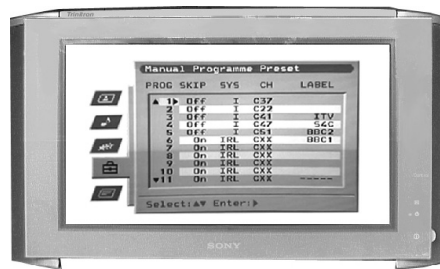 Trinitron
Manual Programme Preset
PROG SKIP SYS CH LABEL
▲ 1▶ Off I C37
2 Off I C22
3 Off I C41 ITV
4 Off I C47 S4C
5 Off I C51 BBC2
6 On IRL CXX BBC1
7 On IRL CXX
8 On IRL CXX
9 On IRL CXX
10 On IRL CXX
▼11 On IRL CXX -----
Select:▲▼ Enter:▶
SONY